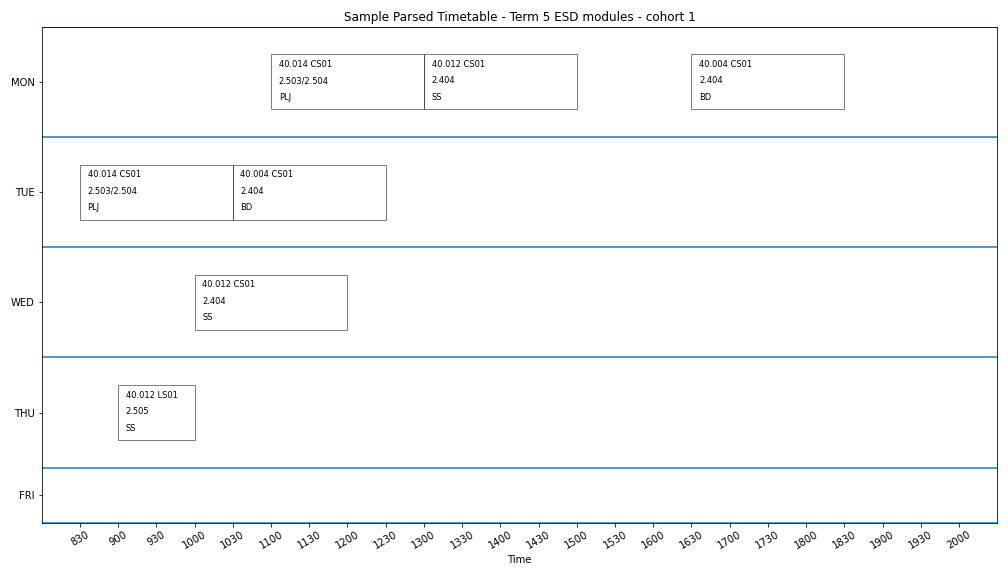 Sample Parsed Timetable - Term 5 ESD modules - cohort 1
MON
40.014 CS01
2.503/2.504
PLJ
40.012 CS01
2.404
SS
40.004 CS01
2.404
BD
TUE
40.014 CS01
2.503/2.504
PLJ
40.004 CS01
2.404
BD
WED
40.012 CS01
2.404
SS
THU
40.012 LS01
2.505
SS
FRI
830 900 930 1000 1030 1100 1130 1200 1230 1300 1330 1400 1430 1500 1530 1600 1630 1700 1730 1800 1830 1900 1930 2000
Time